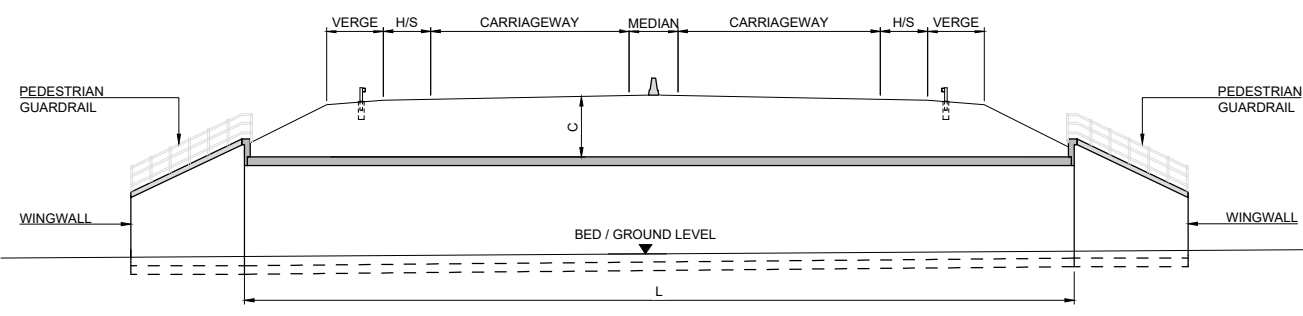 VERGE H/S CARRIAGEWAY MEDIAN CARRIAGEWAY H/S VERGE
PEDESTRIAN
GUARDRAIL
PEDESTRIAN
GUARDRAIL
C
WINGWALL
WINGWALL
BED / GROUND LEVEL
L